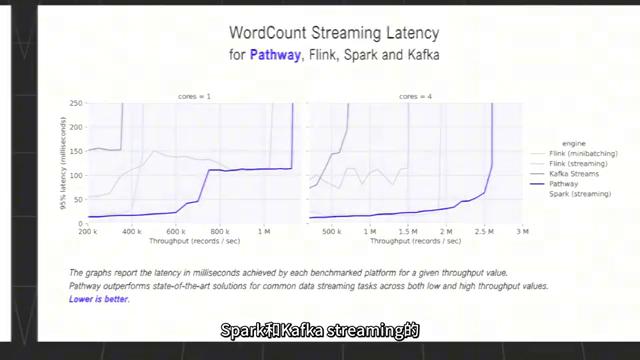 WordCount Streaming Latency
for Pathway, Flink, Spark and Kafka
cores = 1
cores = 4
250
200
150
100
50
0
95% latency (milliseconds)
200 k 400 k 600 k 800 k 1 M
Throughput (records / sec)
500 k 1 M 1.5 M 2 M 2.5 M 3 M
Throughput (records / sec)
engine
Flink (minibatching)
Flink (streaming)
Kafka Streams
Pathway
Spark (streaming)
The graphs report the latency in milliseconds achieved by each benchmarked platform for a given throughput value.
Pathway outperforms state-of-the-art solutions for common data streaming tasks across both low and high throughput values.
Lower is better.
Spark和Kafka streaming的